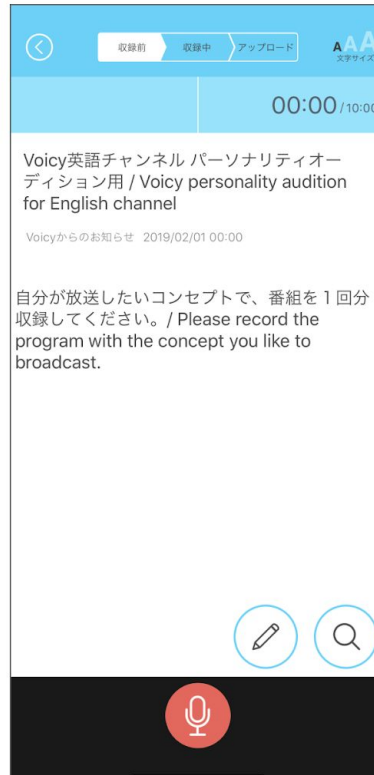 収録前 収録中 アップロード AAA
文字サイズ
00:00/10:00
Voicy英語チャンネル パーソナリティオー
ディション用 / Voicy personality audition
for English channel
Voicyからのお知らせ 2019/02/01 00:00
自分が放送したいコンセプトで、番組を1回分
収録してください。/ Please record the
program with the concept you like to
broadcast.